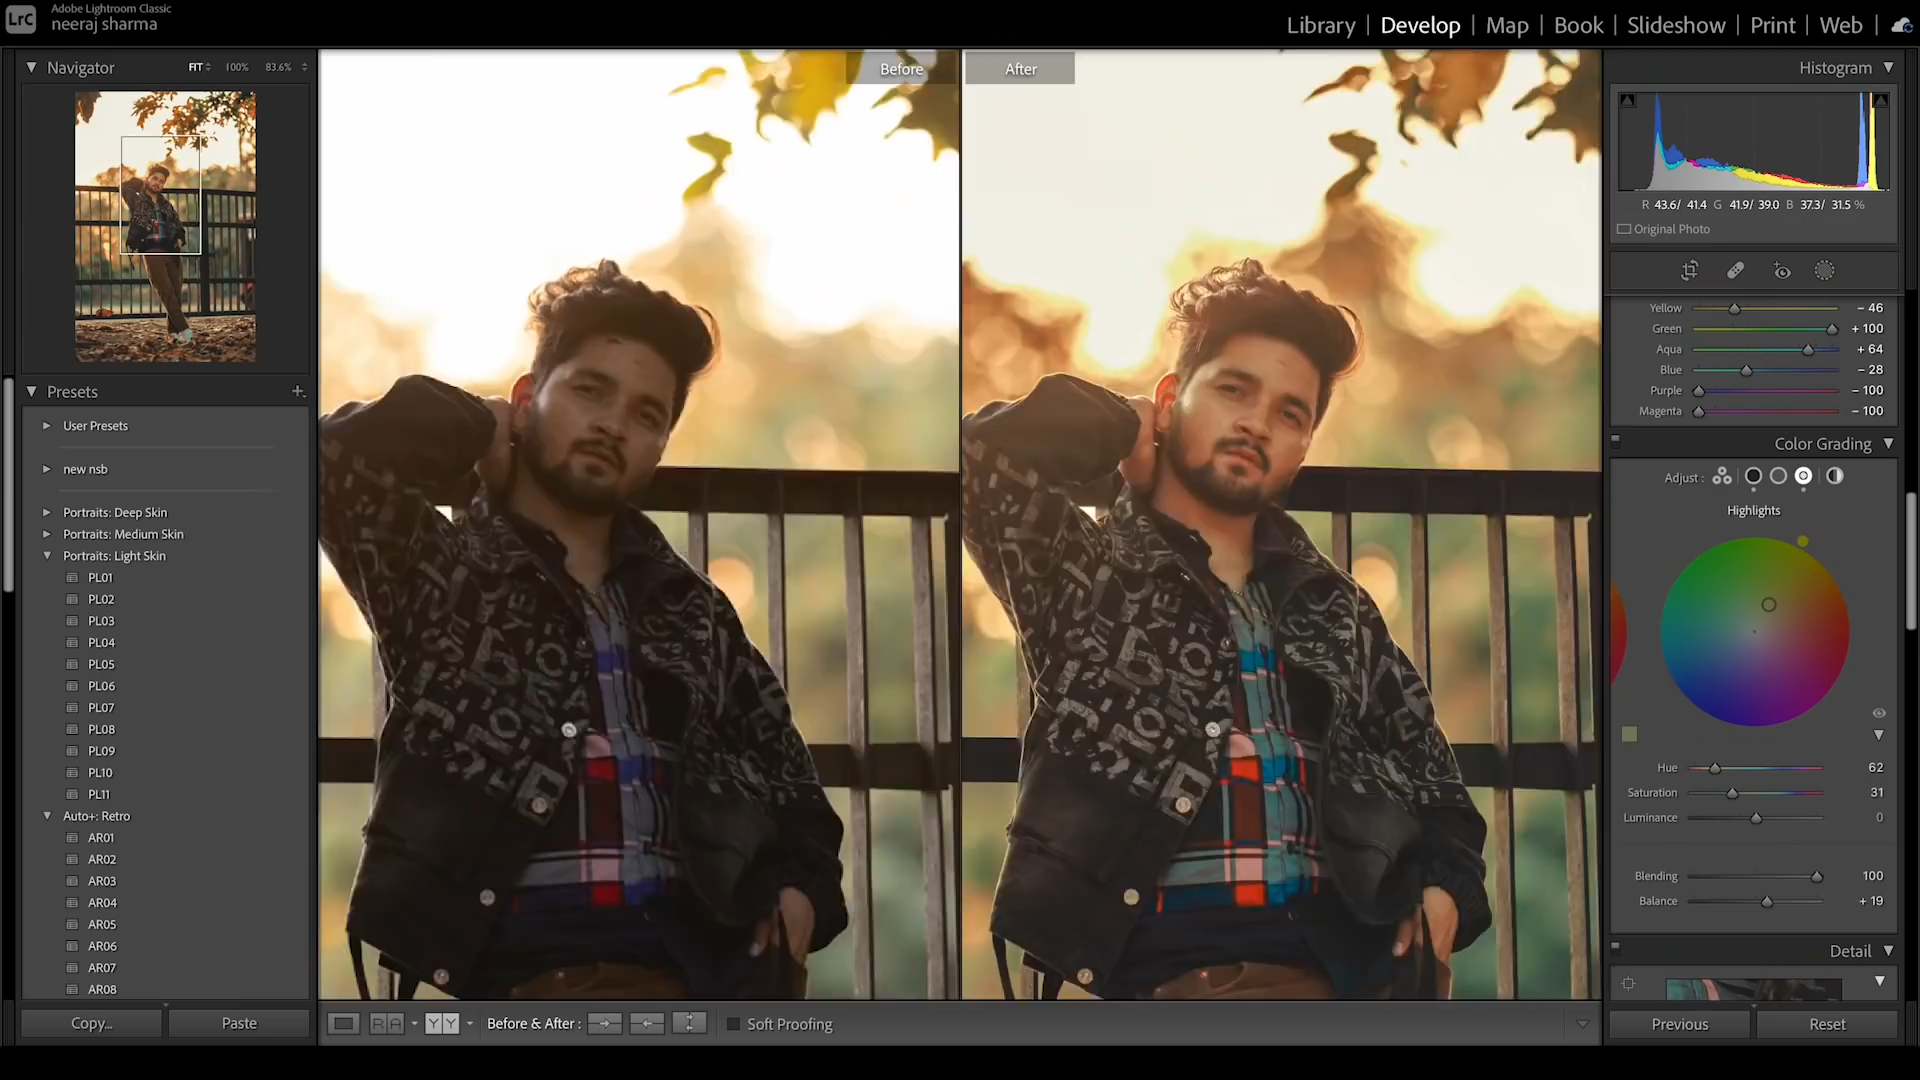 LrC
Adobe Lightroom Classic
neeraj sharma
Library | Develop | Map | Book | Slideshow | Print | Web
Navigator FIT 100% 83.6%
Presets
User Presets
new nsb
Portraits: Deep Skin
Portraits: Medium Skin
Portraits: Light Skin
PL01
PL02
PL03
PL04
PL05
PL06
PL07
PL08
PL09
PL10
PL11
Auto+: Retro
AR01
AR02
AR03
AR04
AR05
AR06
AR07
AR08
Copy... Paste
Before
After
RA YY Before & After : Soft Proofing
Histogram
R 43.6/ 41.4 G 41.9/ 39.0 B 37.3/ 31.5 %
Original Photo
Yellow – 46
Green + 100
Aqua + 64
Blue – 28
Purple – 100
Magenta – 100
Color Grading
Adjust :
Highlights
Hue 62
Saturation 31
Luminance 0
Blending 100
Balance + 19
Detail
Previous Reset